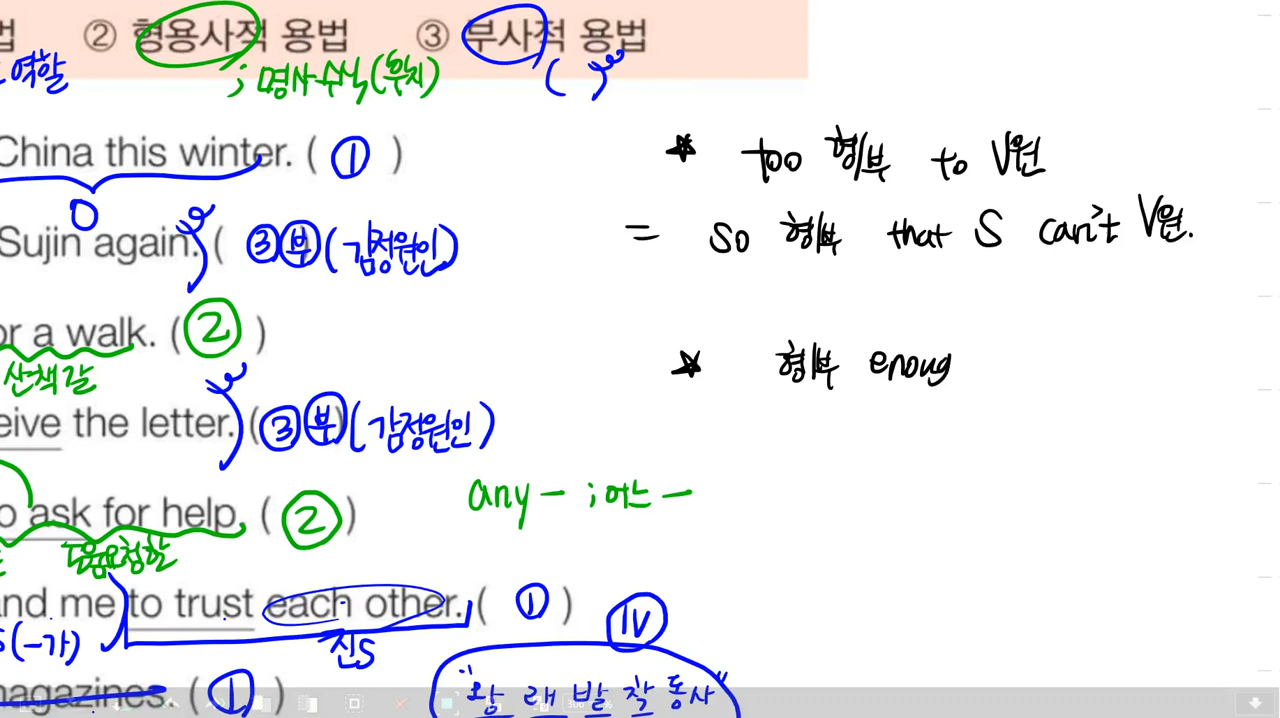 법 ② 형용사적 용법 ③ 부사적 용법
역할 ; 명사수식(위치) ( )
China this winter. ( ① )
O
Sujin again. ( ③ 부 (감정원인)
or a walk. ( ② )
산책갈
eive the letter. ( ③ 부 (감정원인)
o ask for help. ( ② )
도움요청할
and me to trust each other. ( ① )
S(-가) 진S
magazines. ( ① )
★ too 형/부 to V원
= so 형/부 that S can't V원.
★ 형/부 enoug
any - ; 어느 -
IV
"왕 래 발 착 동사"